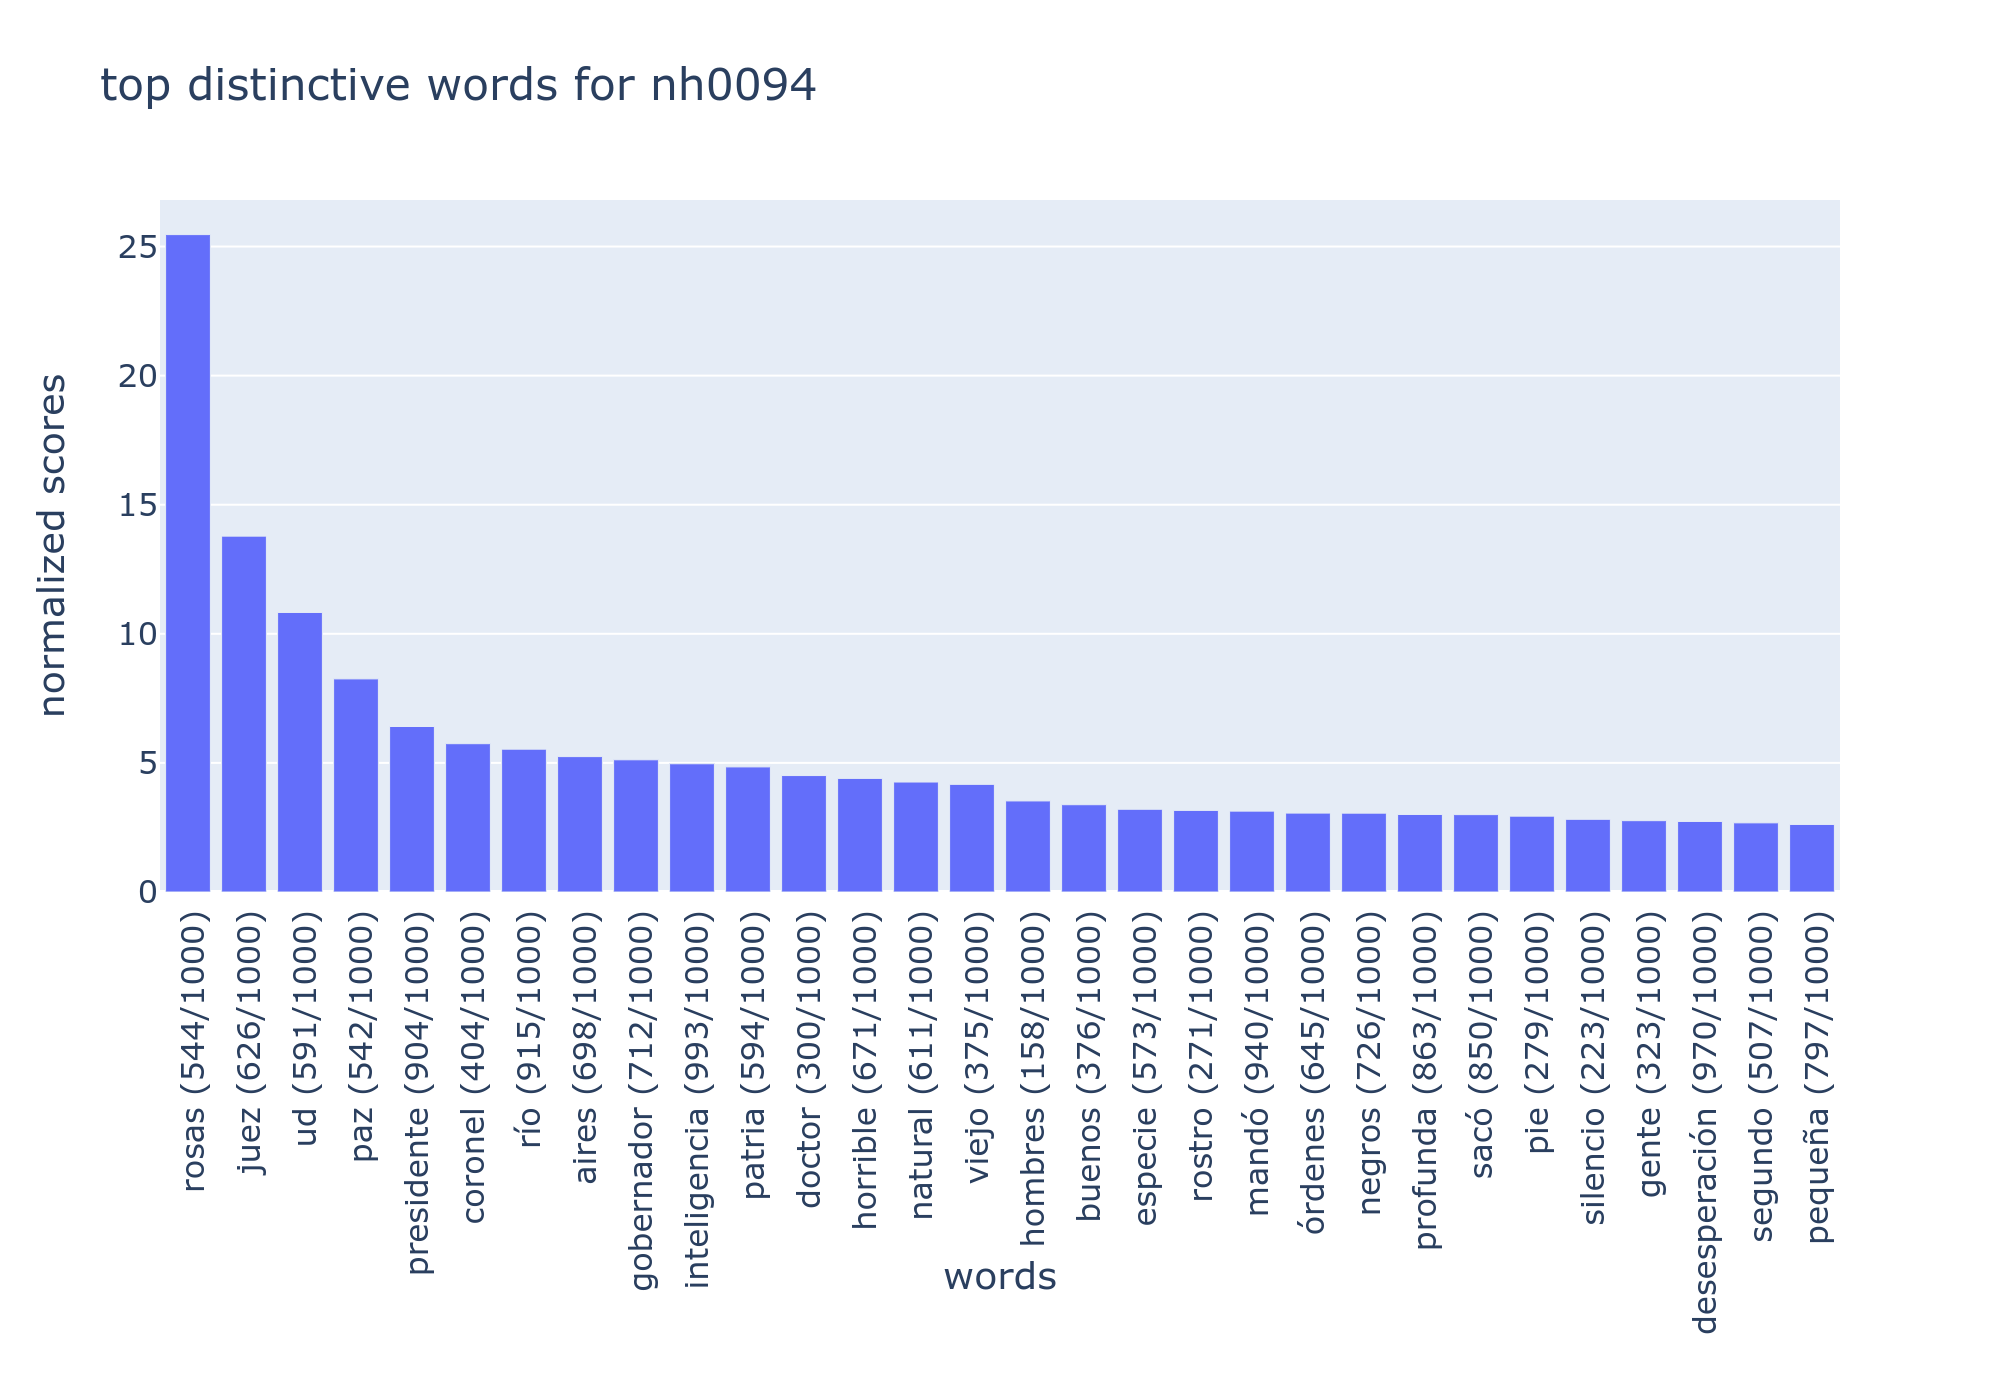 top distinctive words for nh0094
normalized scores
25
20
15
10
5
0
rosas (544/1000)
juez (626/1000)
ud (591/1000)
paz (542/1000)
presidente (904/1000)
coronel (404/1000)
río (915/1000)
aires (698/1000)
gobernador (712/1000)
inteligencia (993/1000)
patria (594/1000)
doctor (300/1000)
horrible (671/1000)
natural (611/1000)
viejo (375/1000)
hombres (158/1000)
buenos (376/1000)
especie (573/1000)
rostro (271/1000)
mandó (940/1000)
órdenes (645/1000)
negros (726/1000)
profunda (863/1000)
sacó (850/1000)
pie (279/1000)
silencio (223/1000)
gente (323/1000)
desesperación (970/1000)
segundo (507/1000)
pequeña (797/1000)
words